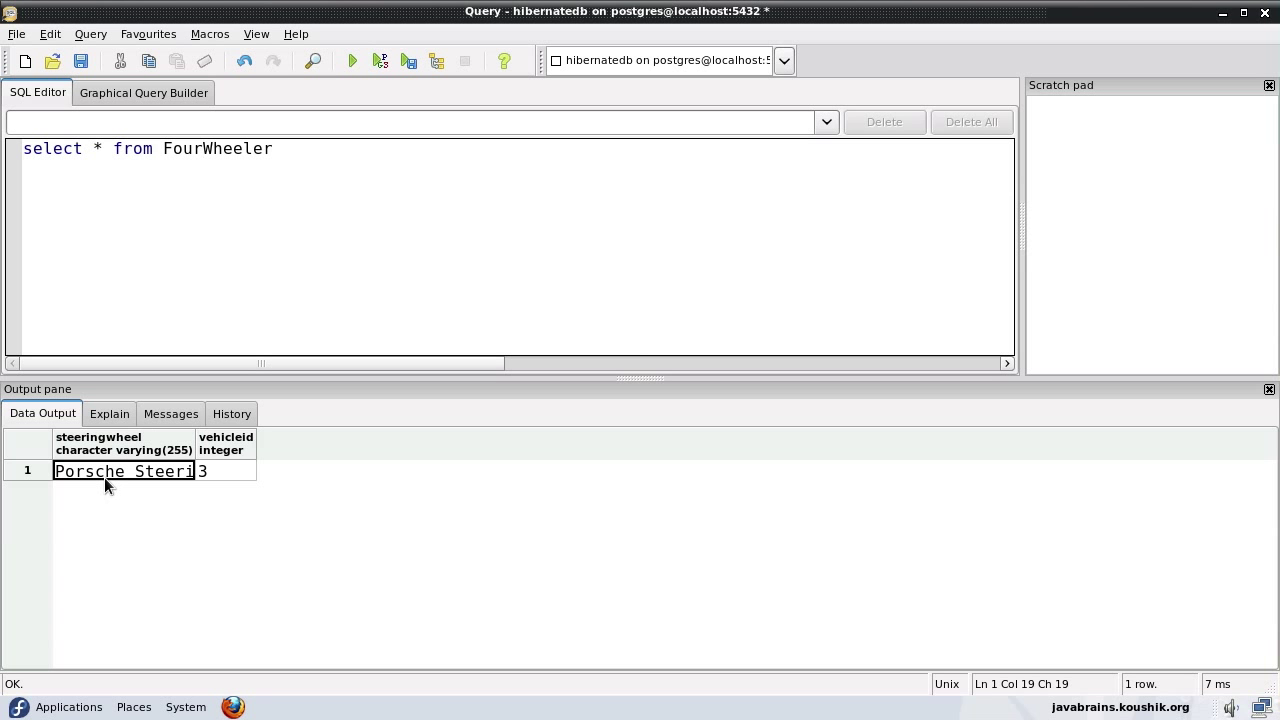 Query - hibernatedb on postgres@localhost:5432 *
File Edit Query Favourites Macros View Help
hibernatedb on postgres@localhost:5
SQL Editor Graphical Query Builder
Scratch pad
Delete Delete All
select * from FourWheeler
Output pane
Data Output Explain Messages History
steeringwheel vehicleid
character varying(255) integer
1 Porsche Steeri 3
OK. Unix Ln 1 Col 19 Ch 19 1 row. 7 ms
Applications Places System javabrains.koushik.org